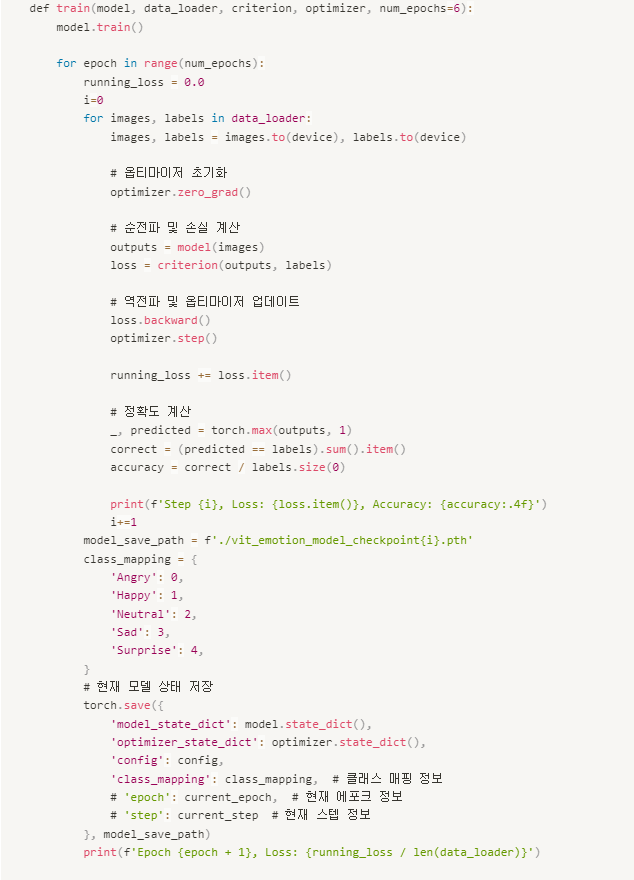 def train(model, data_loader, criterion, optimizer, num_epochs=6):
    model.train()

    for epoch in range(num_epochs):
        running_loss = 0.0
        i=0
        for images, labels in data_loader:
            images, labels = images.to(device), labels.to(device)

            # 옵티마이저 초기화
            optimizer.zero_grad()

            # 순전파 및 손실 계산
            outputs = model(images)
            loss = criterion(outputs, labels)

            # 역전파 및 옵티마이저 업데이트
            loss.backward()
            optimizer.step()

            running_loss += loss.item()

            # 정확도 계산
            _, predicted = torch.max(outputs, 1)
            correct = (predicted == labels).sum().item()
            accuracy = correct / labels.size(0)

            print(f'Step {i}, Loss: {loss.item()}, Accuracy: {accuracy:.4f}')
            i+=1
        model_save_path = f'./vit_emotion_model_checkpoint{i}.pth'
        class_mapping = {
            'Angry': 0,
            'Happy': 1,
            'Neutral': 2,
            'Sad': 3,
            'Surprise': 4,
        }
        # 현재 모델 상태 저장
        torch.save({
            'model_state_dict': model.state_dict(),
            'optimizer_state_dict': optimizer.state_dict(),
            'config': config,
            'class_mapping': class_mapping,  # 클래스 매핑 정보
            # 'epoch': current_epoch,  # 현재 에포크 정보
            # 'step': current_step  # 현재 스텝 정보
        }, model_save_path)
        print(f'Epoch {epoch + 1}, Loss: {running_loss / len(data_loader)}')